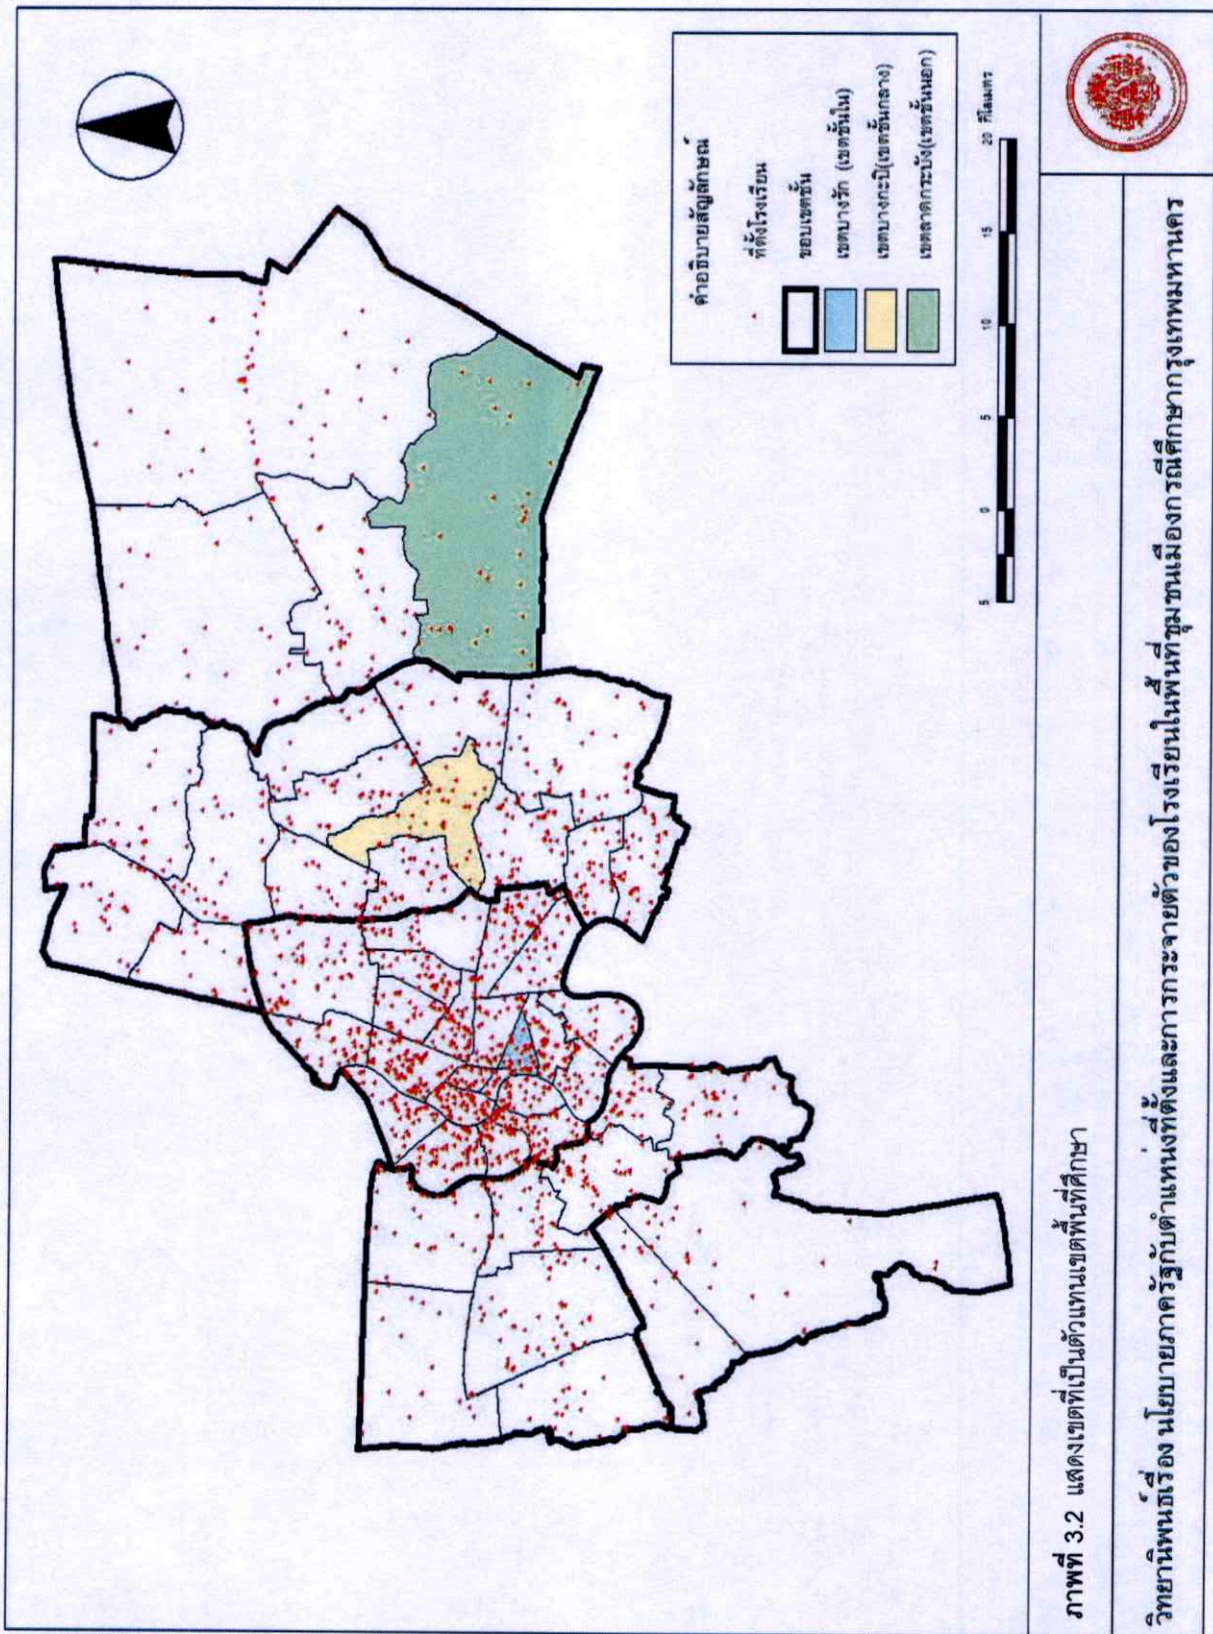 คำอธิบายสัญลักษณ์
ที่ตั้งโรงเรียน
ขอบเขตชั้น
เขตบางรัก (เขตชั้นใน)
เขตบางกะปิ(เขตชั้นกลาง)
เขตลาดกระบัง(เขตชั้นนอก)
5 0 5 10 15 20 กิโลเมตร
ภาพที่ 3.2 แสดงเขตที่เป็นตัวแทนเขตพื้นที่ศึกษา
วิทยานิพนธ์เรื่อง นโยบายภาครัฐกับตำแหน่งที่ตั้งและการกระจายตัวของโรงเรียนในพื้นที่ชุมชนเมืองกรณีศึกษากรุงเทพมหานคร